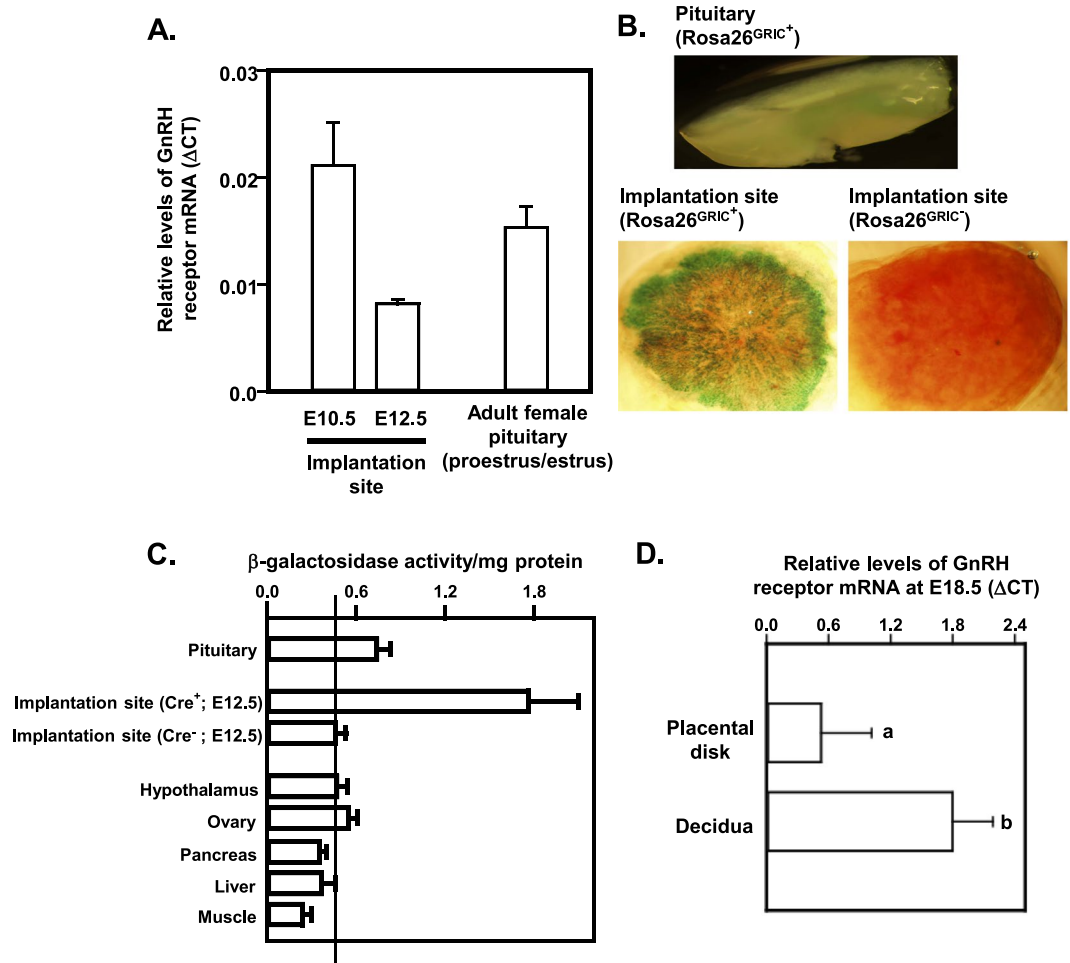 A.
Relative levels of GnRH
receptor mRNA (ΔCT)
0.03
0.02
0.01
0.0
E10.5 E12.5
Implantation
site
Adult female
pituitary
(proestrus/estrus)
B.
Pituitary
(Rosa26GRIC+)
Implantation site
(Rosa26GRIC+)
Implantation site
(Rosa26GRIC-)
C.
β-galactosidase activity/mg protein
0.0 0.6 1.2 1.8
Pituitary
Implantation site (Cre+; E12.5)
Implantation site (Cre-; E12.5)
Hypothalamus
Ovary
Pancreas
Liver
Muscle
D.
Relative levels of GnRH
receptor mRNA at E18.5 (ΔCT)
0.0 0.6 1.2 1.8 2.4
Placental
disk
a
Decidua
b